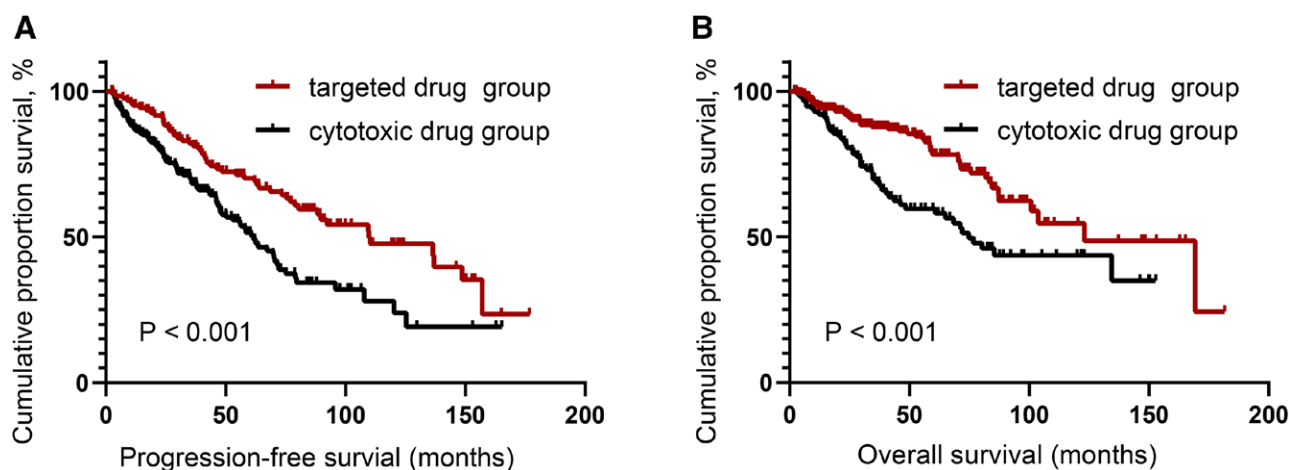 A
Cumulative proportion survival, %
100
50
0
targeted drug group
cytotoxic drug group
P < 0.001
0 50 100 150 200
Progression-free survial (months)
B
Cumulative proportion survival, %
100
50
0
targeted drug group
cytotoxic drug group
P < 0.001
0 50 100 150 200
Overall survival (months)